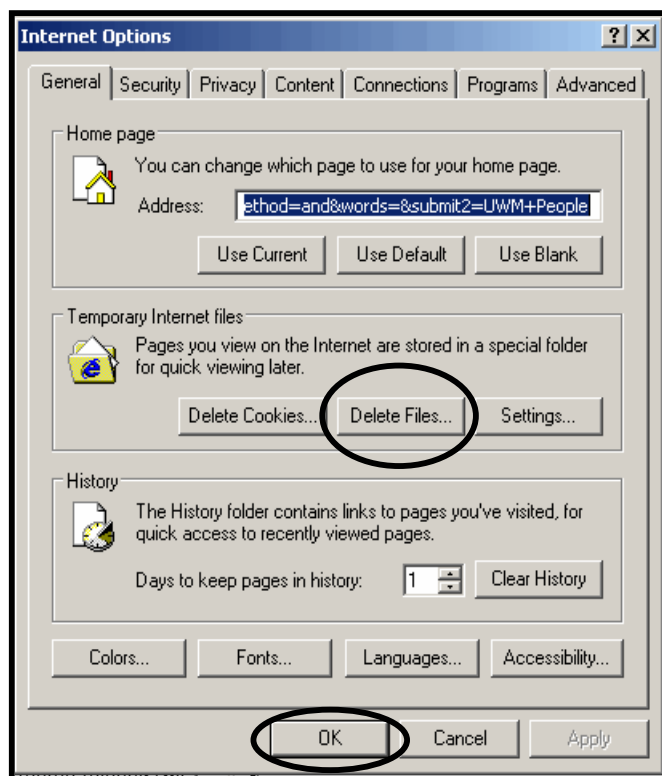 Internet Options
General Security Privacy Content Connections Programs Advanced
Home page
You can change which page to use for your home page.
Address: ethod=and&words=&submit2=UWM+People
Use Current Use Default Use Blank
Temporary Internet files
Pages you view on the Internet are stored in a special folder
for quick viewing later.
Delete Cookies... Delete Files... Settings...
History
The History folder contains links to pages you've visited, for
quick access to recently viewed pages.
Days to keep pages in history: 1 Clear History
Colors... Fonts... Languages... Accessibility...
OK Cancel Apply